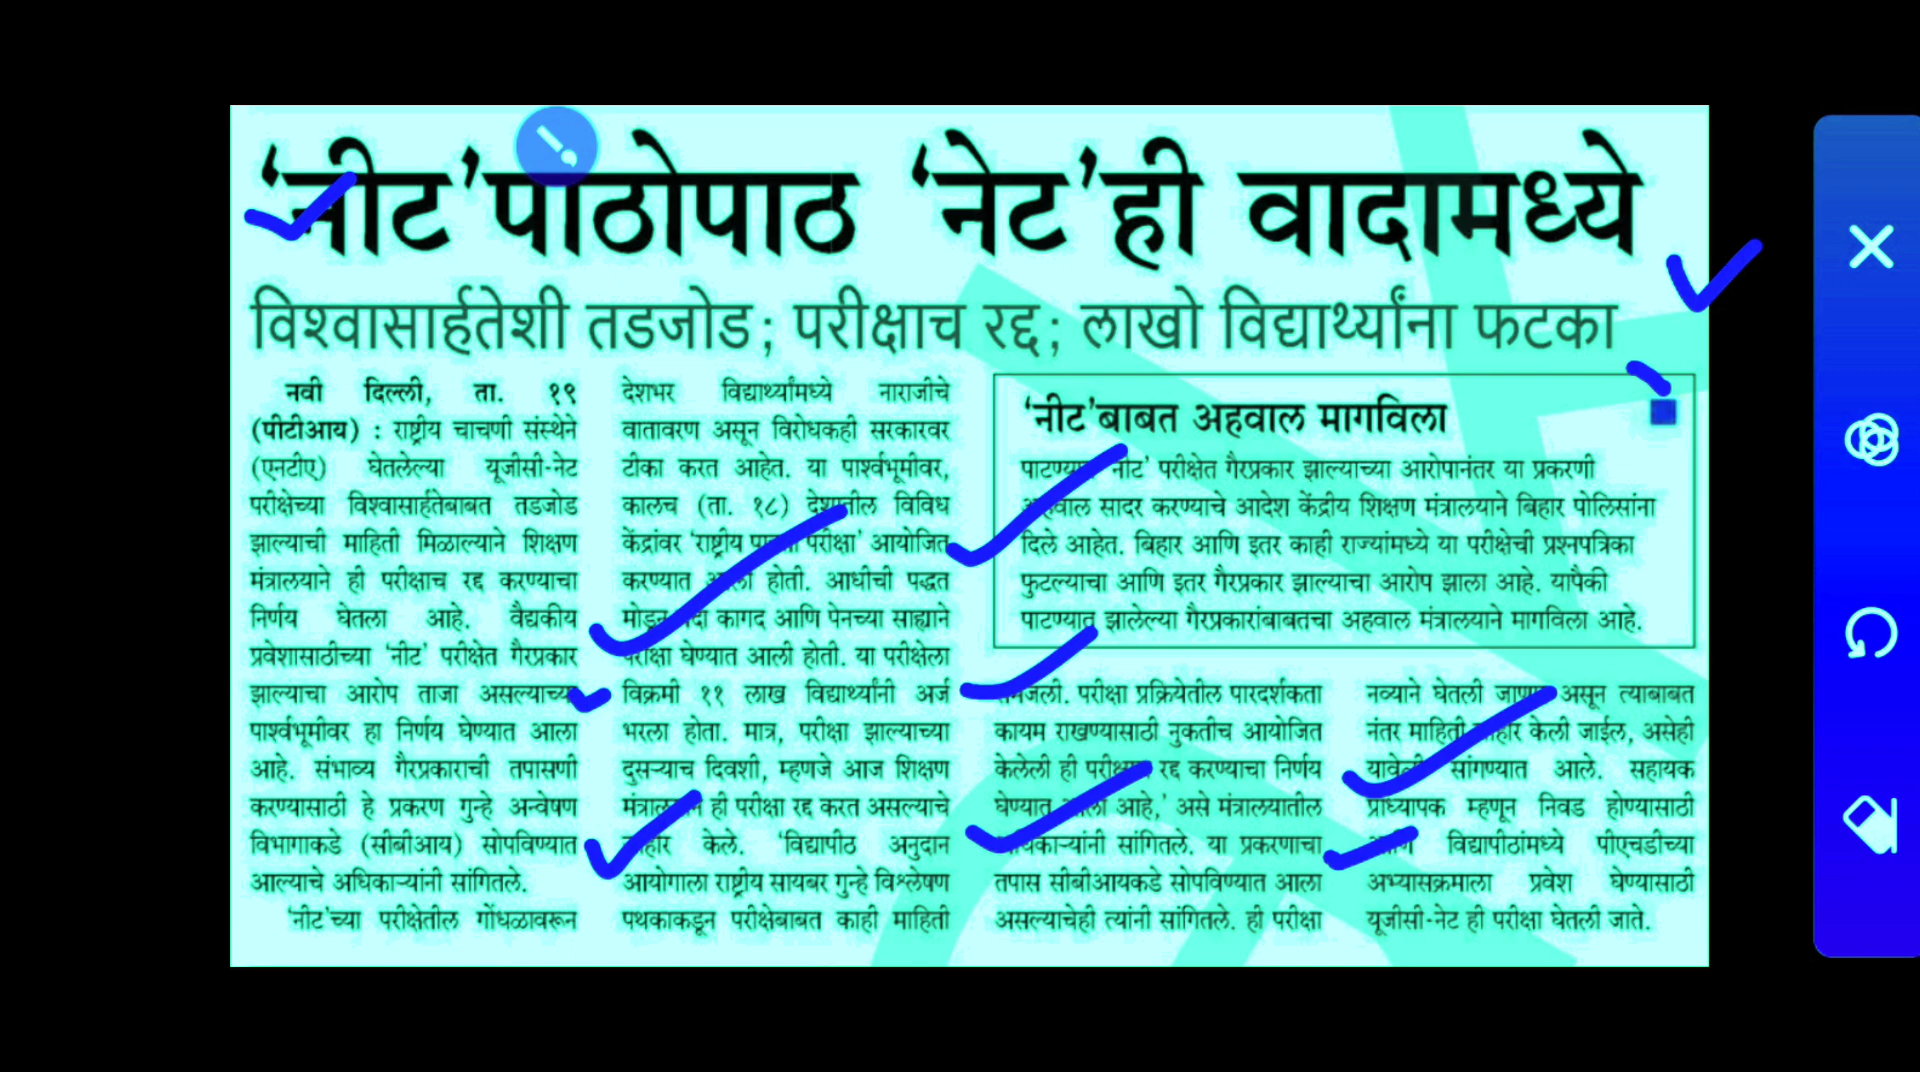 ‘नीट’पाठोपाठ ‘नेट’ही वादामध्ये
विश्वासार्हतेशी तडजोड; परीक्षाच रद्द; लाखो विद्यार्थ्यांना फटका
नवी दिल्ली, ता. १९
(पीटीआय) : राष्ट्रीय चाचणी संस्थेने
(एनटीए) घेतलेल्या यूजीसी-नेट
परीक्षेच्या विश्वासार्हतेबाबत तडजोड
झाल्याची माहिती मिळाल्याने शिक्षण
मंत्रालयाने ही परीक्षाच रद्द करण्याचा
निर्णय घेतला आहे. वैद्यकीय
प्रवेशासाठीच्या ‘नीट’ परीक्षेत गैरप्रकार
झाल्याचा आरोप ताजा असल्याच्या
पार्श्वभूमीवर हा निर्णय घेण्यात आला
आहे. संभाव्य गैरप्रकाराची तपासणी
करण्यासाठी हे प्रकरण गुन्हे अन्वेषण
विभागाकडे (सीबीआय) सोपविण्यात
आल्याचे अधिकाऱ्यांनी सांगितले.
‘नीट’च्या परीक्षेतील गोंधळावरून
देशभर विद्यार्थ्यांमध्ये नाराजीचे
वातावरण असून विरोधकही सरकारवर
टीका करत आहेत. या पार्श्वभूमीवर,
कालच (ता. १८) देशातील विविध
केंद्रांवर ‘राष्ट्रीय पात्रता परीक्षा’ आयोजित
करण्यात आली होती. आधीची पद्धत
मोडून यंदा कागद आणि पेनच्या साह्याने
परीक्षा घेण्यात आली होती. या परीक्षेला
विक्रमी ११ लाख विद्यार्थ्यांनी अर्ज
भरला होता. मात्र, परीक्षा झाल्याच्या
दुसऱ्याच दिवशी, म्हणजे आज शिक्षण
मंत्रालयाने ही परीक्षा रद्द करत असल्याचे
जाहीर केले. ‘विद्यापीठ अनुदान
आयोगाला राष्ट्रीय सायबर गुन्हे विश्लेषण
पथकाकडून परीक्षेबाबत काही माहिती
‘नीट’बाबत अहवाल मागविला
पाटण्यात ‘नीट’ परीक्षेत गैरप्रकार झाल्याच्या आरोपानंतर या प्रकरणी
अहवाल सादर करण्याचे आदेश केंद्रीय शिक्षण मंत्रालयाने बिहार पोलिसांना
दिले आहेत. बिहार आणि इतर काही राज्यांमध्ये या परीक्षेची प्रश्नपत्रिका
फुटल्याचा आणि इतर गैरप्रकार झाल्याचा आरोप झाला आहे. यापैकी
पाटण्यात झालेल्या गैरप्रकारांबाबतचा अहवाल मंत्रालयाने मागविला आहे.
समजली. परीक्षा प्रक्रियेतील पारदर्शकता
कायम राखण्यासाठी नुकतीच आयोजित
केलेली ही परीक्षाच रद्द करण्याचा निर्णय
घेण्यात आला आहे,’ असे मंत्रालयातील
अधिकाऱ्यांनी सांगितले. या प्रकरणाचा
तपास सीबीआयकडे सोपविण्यात आला
असल्याचेही त्यांनी सांगितले. ही परीक्षा
नव्याने घेतली जाणार असून त्याबाबत
नंतर माहिती जाहीर केली जाईल, असेही
यावेळी सांगण्यात आले. सहायक
प्राध्यापक म्हणून निवड होण्यासाठी
आणि विद्यापीठांमध्ये पीएचडीच्या
अभ्यासक्रमाला प्रवेश घेण्यासाठी
यूजीसी-नेट ही परीक्षा घेतली जाते.